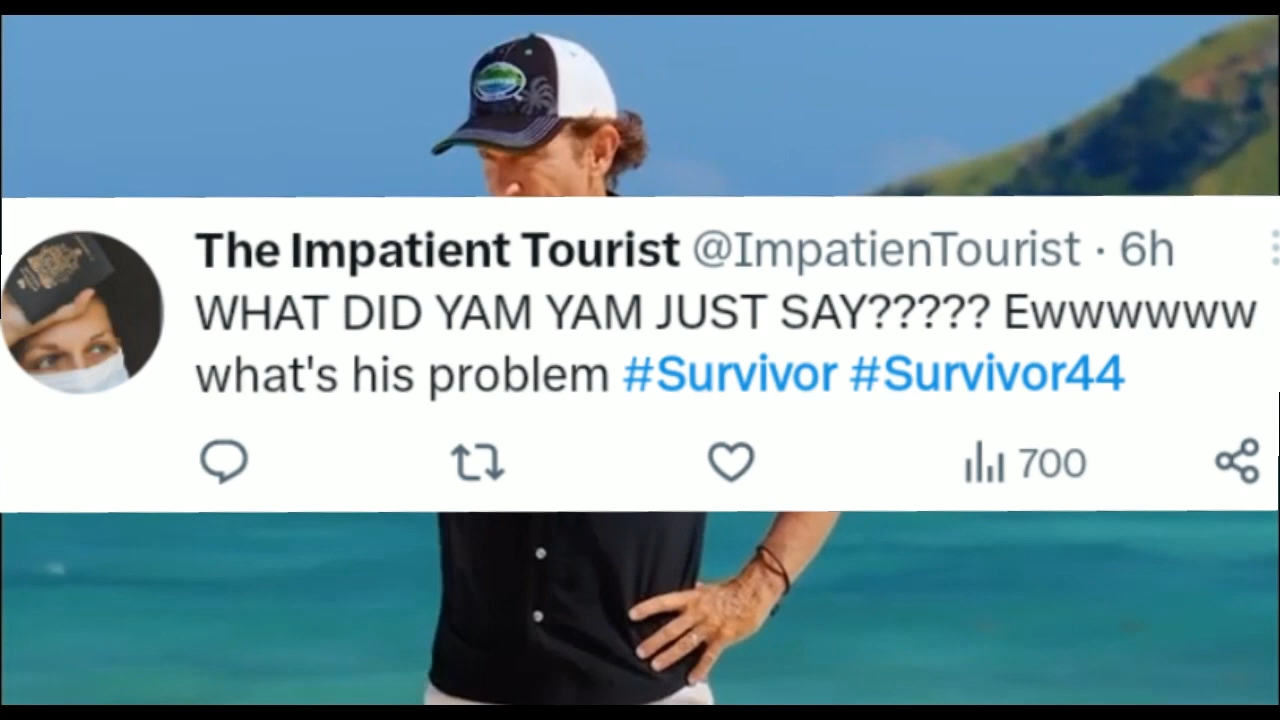 The Impatient Tourist @ImpatienTourist · 6h
WHAT DID YAM YAM JUST SAY????? Ewwwwww
what's his problem #Survivor #Survivor44
700